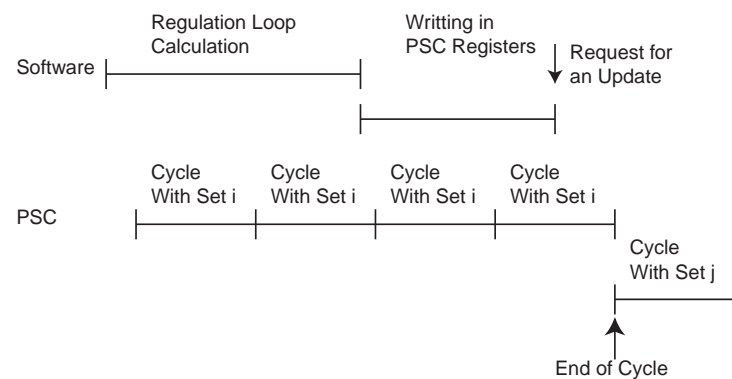 Regulation Loop
Calculation
Writting in
PSC Registers
Request for
an Update
Software
Cycle
With Set i
Cycle
With Set i
Cycle
With Set i
Cycle
With Set i
PSC
Cycle
With Set j
End of Cycle